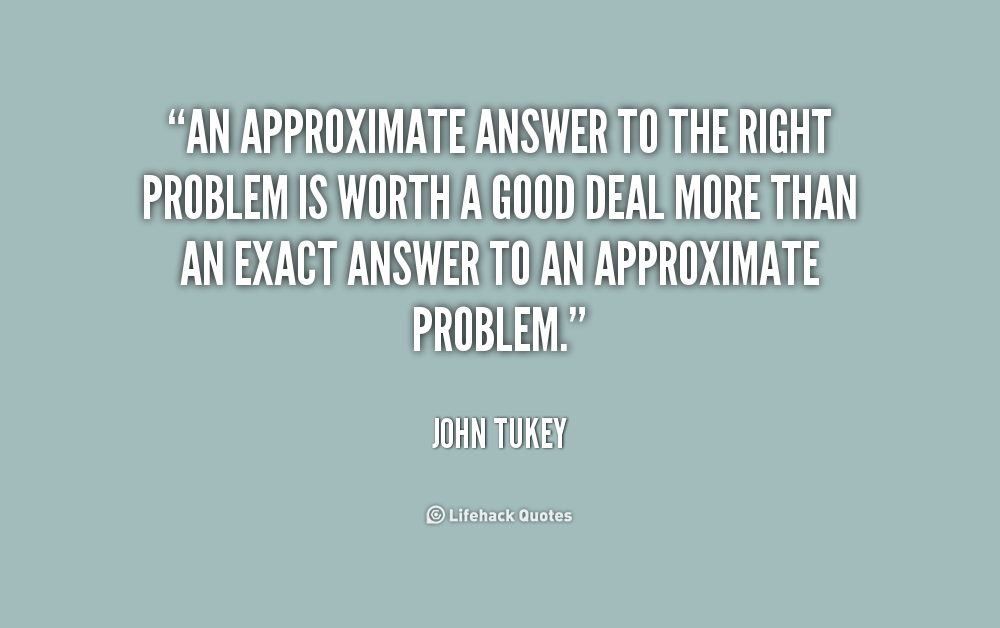 “AN APPROXIMATE ANSWER TO THE RIGHT
PROBLEM IS WORTH A GOOD DEAL MORE THAN
AN EXACT ANSWER TO AN APPROXIMATE
PROBLEM.”
JOHN TUKEY
Lifehack Quotes